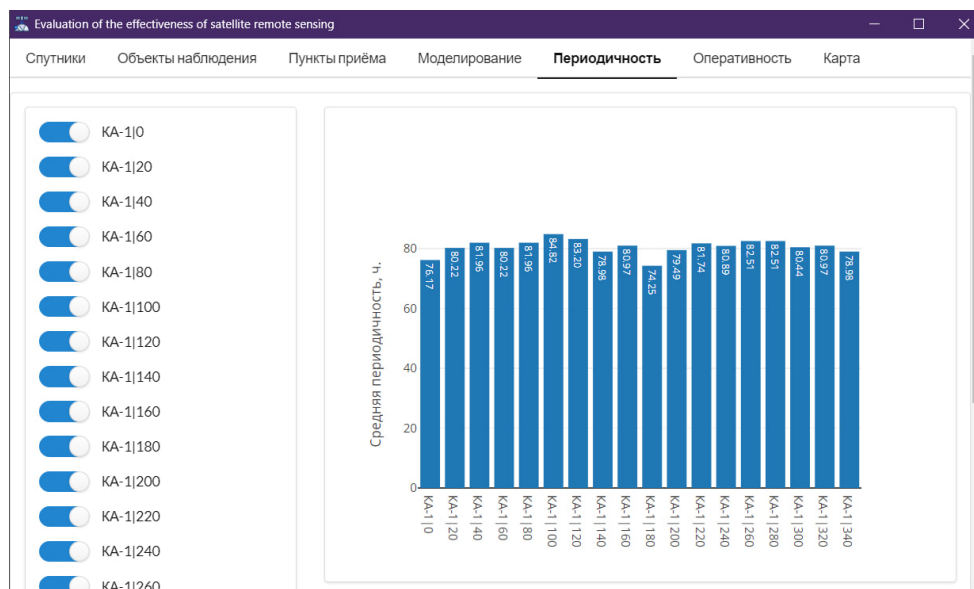 Evaluation of the effectiveness of satellite remote sensing
Спутники Объекты наблюдения Пункты приёма Моделирование Периодичность Оперативность Карта
КА-1|0
КА-1|20
КА-1|40
КА-1|60
КА-1|80
КА-1|100
КА-1|120
КА-1|140
КА-1|160
КА-1|180
КА-1|200
КА-1|220
КА-1|240
КА-1|260
Средняя периодичность, ч.
80
60
40
20
0
76.17
80.22
81.96
80.22
81.96
84.82
83.20
78.98
80.97
74.25
79.49
81.74
80.89
82.51
82.51
80.44
80.97
78.98
КА-1|0
КА-1|20
КА-1|40
КА-1|60
КА-1|80
КА-1|100
КА-1|120
КА-1|140
КА-1|160
КА-1|180
КА-1|200
КА-1|220
КА-1|240
КА-1|260
КА-1|280
КА-1|300
КА-1|320
КА-1|340